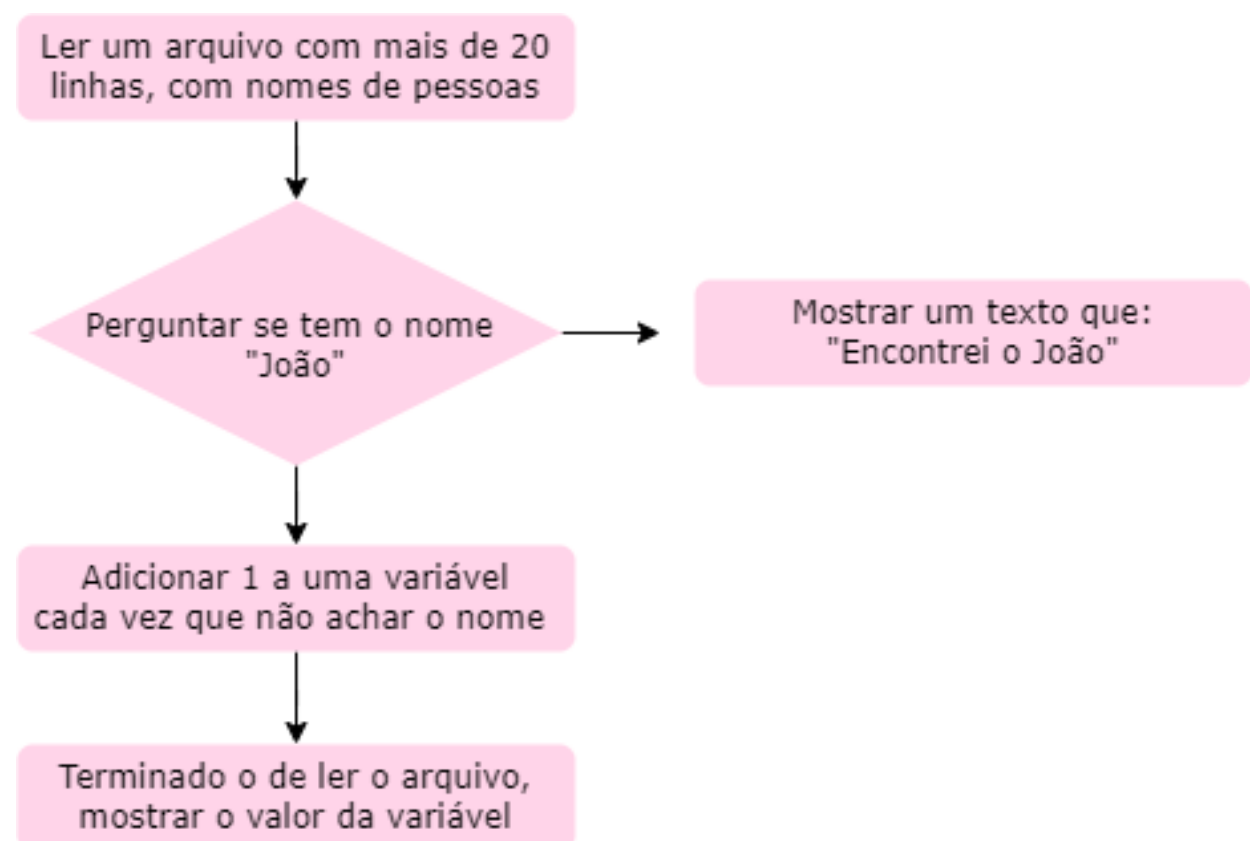 Ler um arquivo com mais de 20
linhas, com nomes de pessoas
Perguntar se tem o nome
"João"
Mostrar um texto que:
"Encontrei o João"
Adicionar 1 a uma variável
cada vez que não achar o nome
Terminado o de ler o arquivo,
mostrar o valor da variável